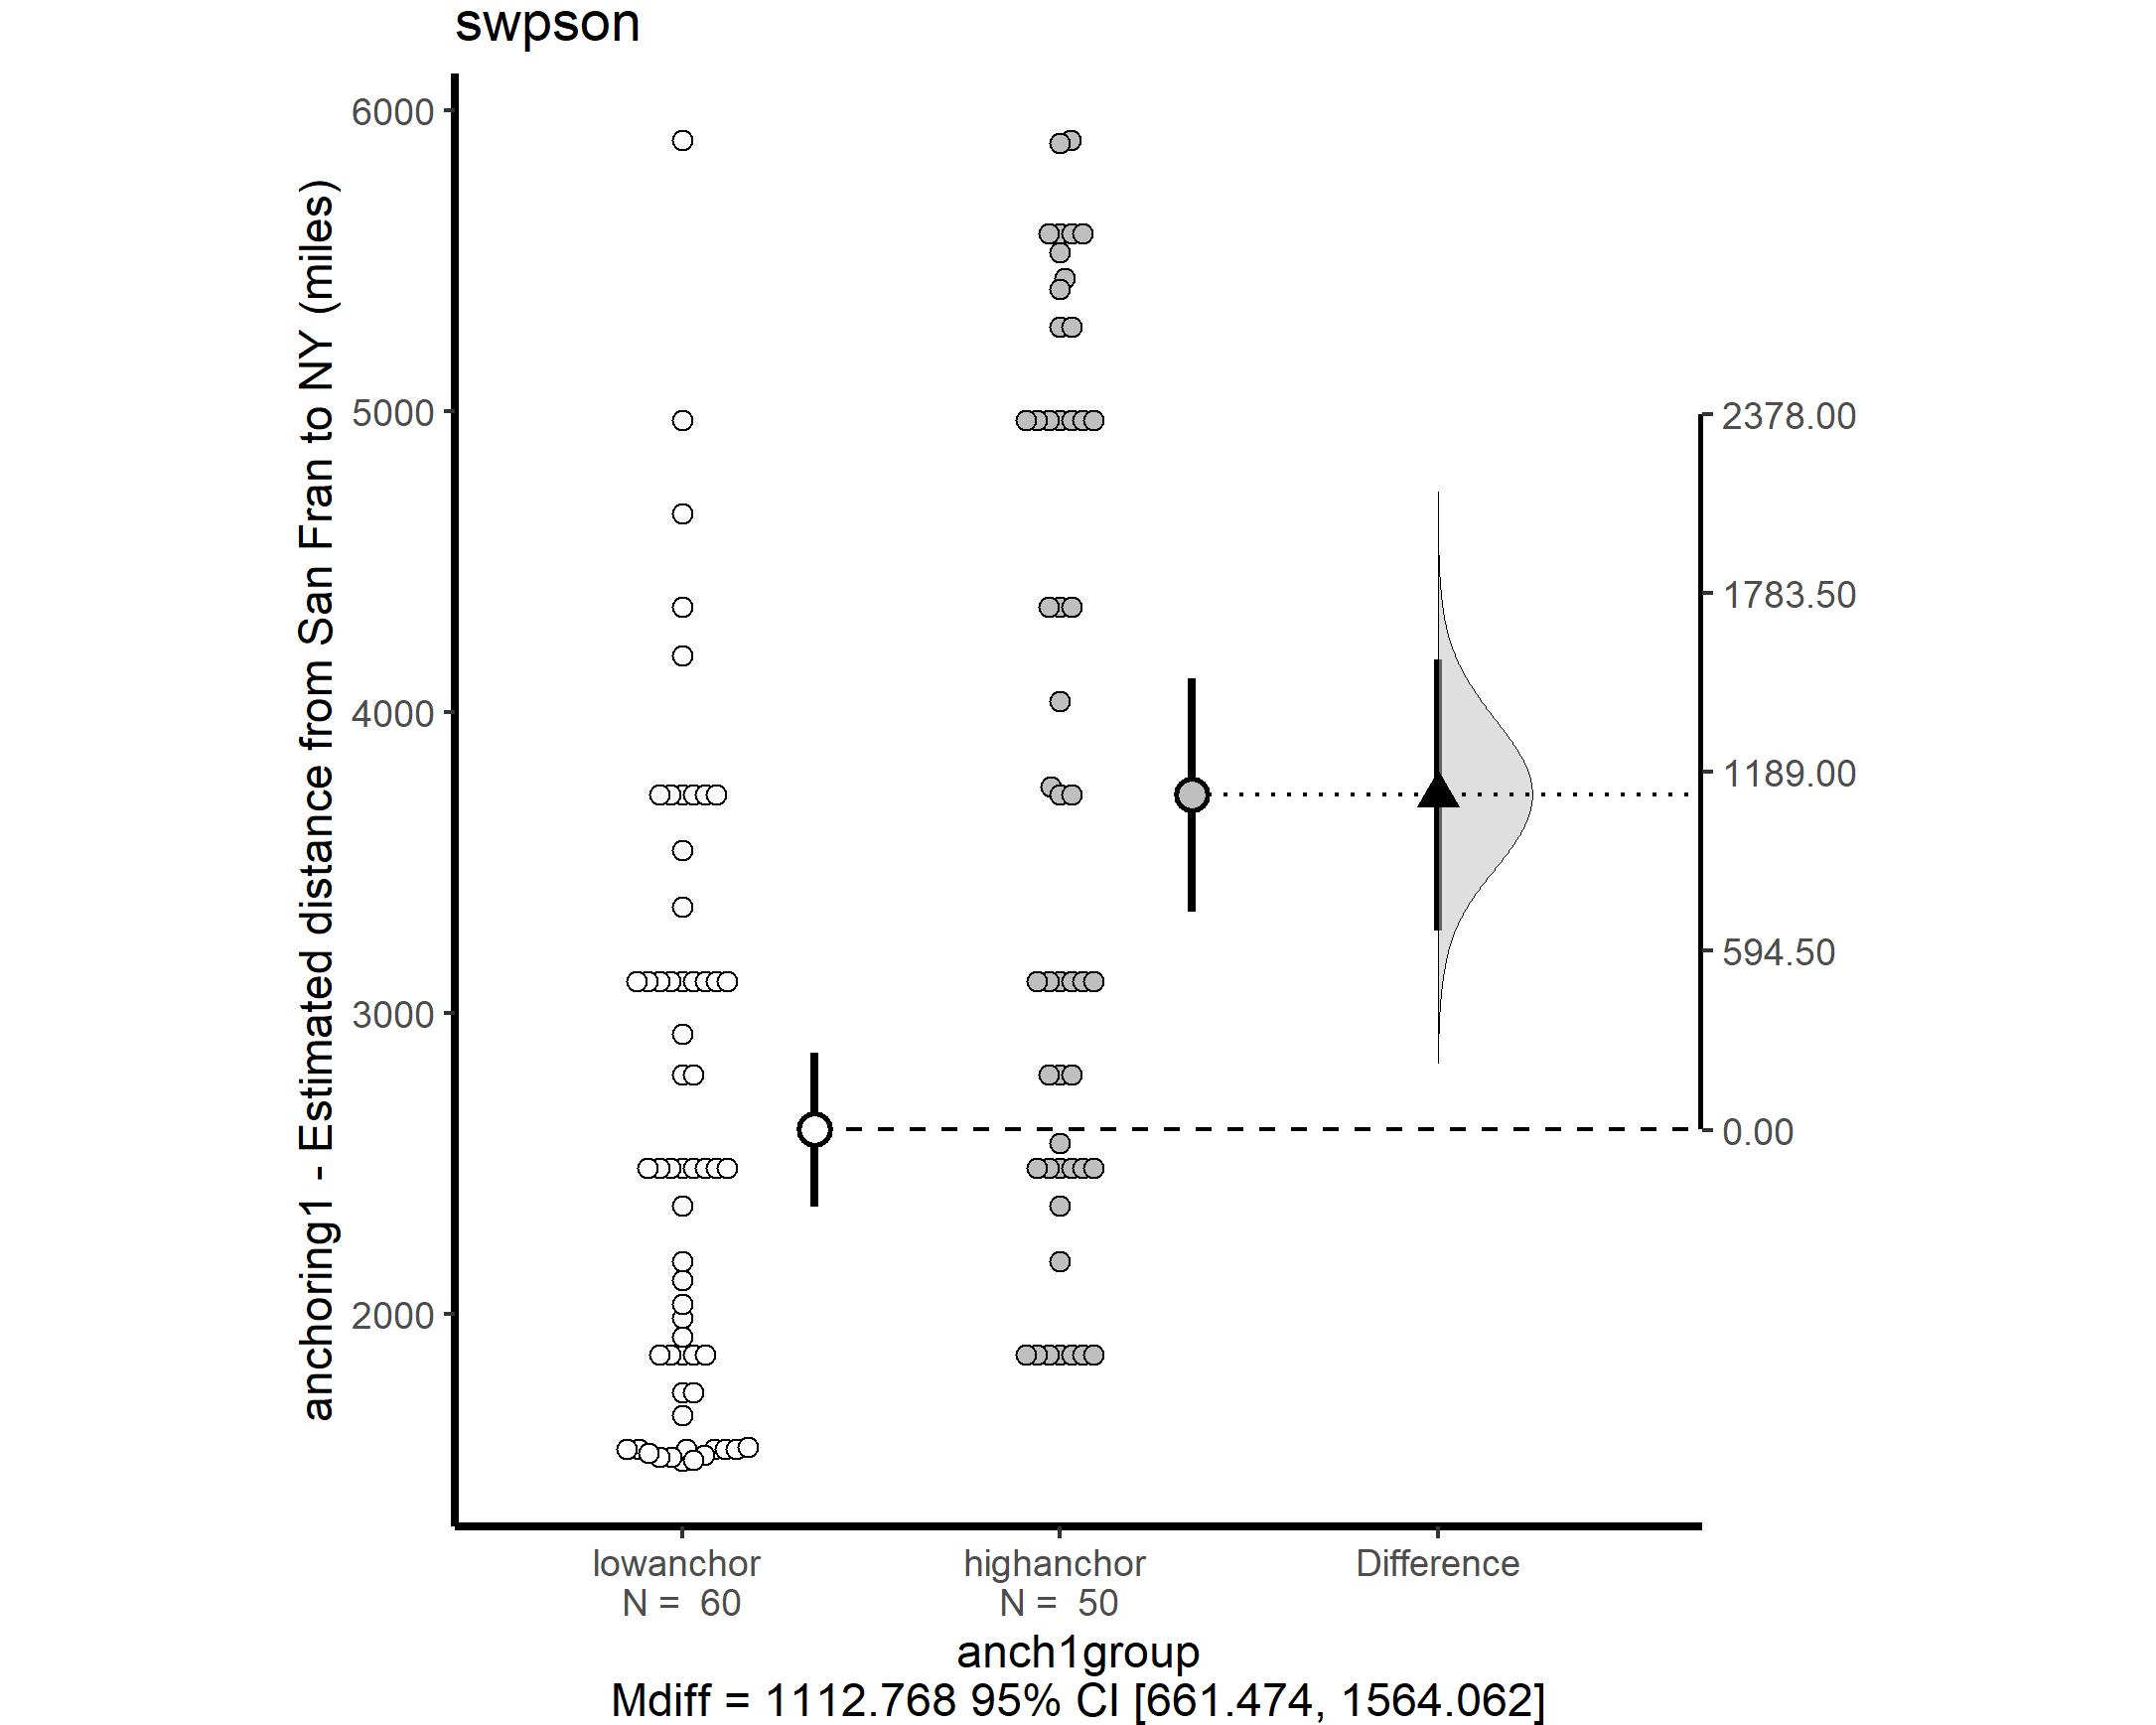 swpson
anchoring1 - Estimated distance from San Fran to NY (miles)
6000
5000
4000
3000
2000
2378.00
1783.50
1189.00
594.50
0.00
lowanchor
N =  60
highanchor
N =  50
Difference
anch1group
Mdiff = 1112.768 95% CI [661.474, 1564.062]